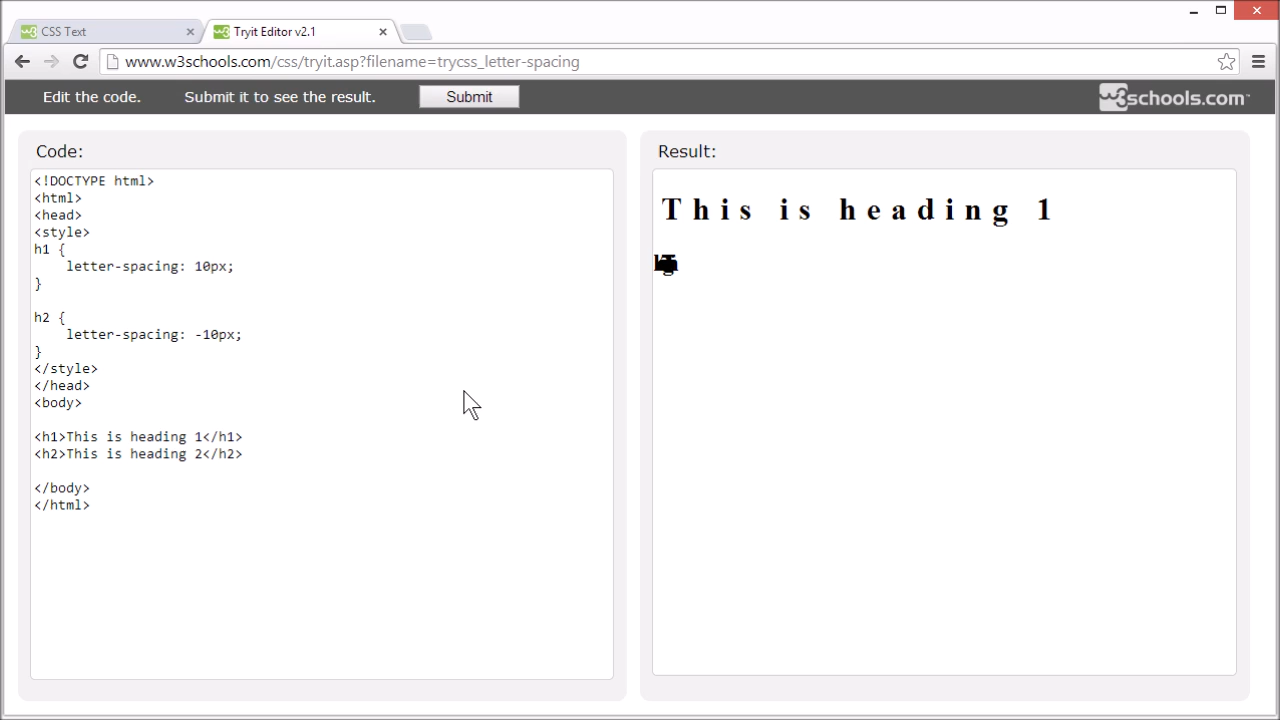 CSS Text
Tryit Editor v2.1
www.w3schools.com/css/tryit.asp?filename=trycss_letter-spacing
Edit the code. Submit it to see the result. Submit
w3schools.com
Code:
<!DOCTYPE html>
<html>
<head>
<style>
h1 {
    letter-spacing: 10px;
}

h2 {
    letter-spacing: -10px;
}
</style>
</head>
<body>

<h1>This is heading 1</h1>
<h2>This is heading 2</h2>

</body>
</html>
Result:
This is heading 1